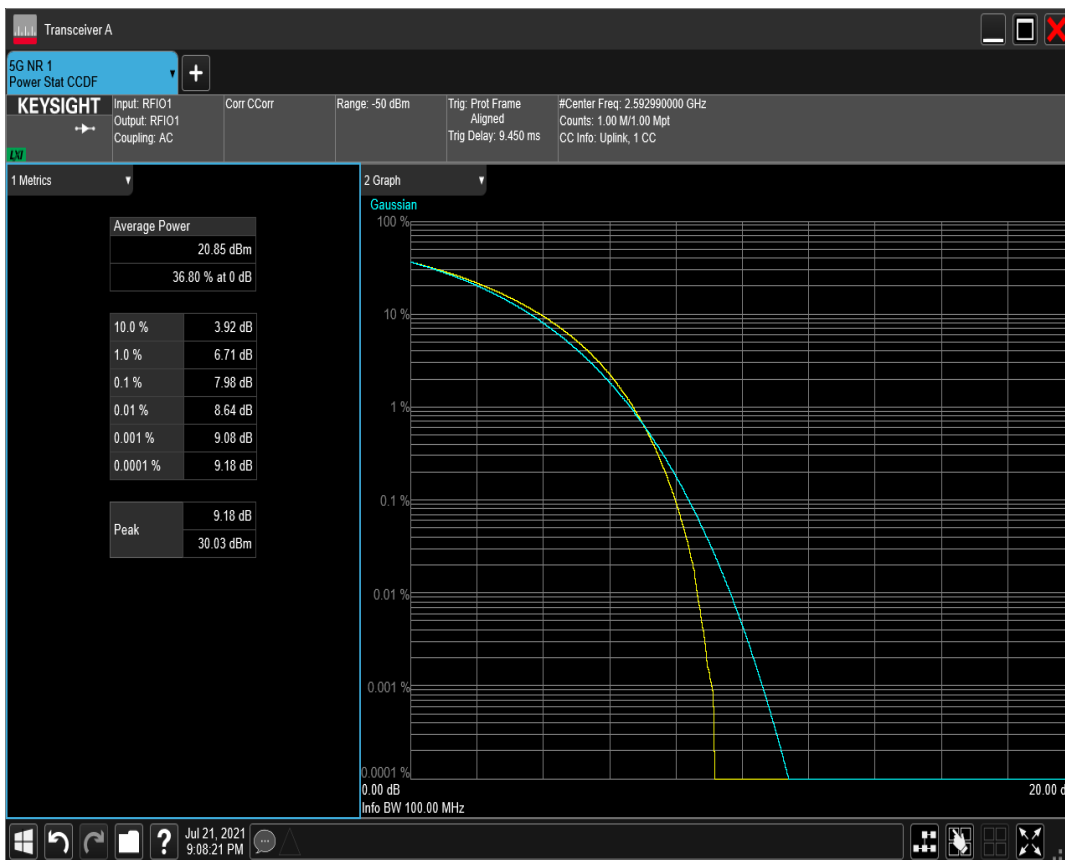 Transceiver A
5G NR 1
Power Stat CCDF
+
KEYSIGHT
LXI
Input: RFIO1
Output: RFIO1
Coupling: AC
Corr CCorr
Range: -50 dBm
Trig: Prot Frame
Aligned
Trig Delay: 9.450 ms
#Center Freq: 2.592990000 GHz
Counts: 1.00 M/1.00 Mpt
CC Info: Uplink, 1 CC
1 Metrics
Average Power
20.85 dBm
36.80 % at 0 dB
10.0 % 3.92 dB
1.0 % 6.71 dB
0.1 % 7.98 dB
0.01 % 8.64 dB
0.001 % 9.08 dB
0.0001 % 9.18 dB
Peak 9.18 dB
30.03 dBm
2 Graph
Gaussian
100 %
10 %
1 %
0.1 %
0.01 %
0.001 %
0.0001 %
0.00 dB 20.00 d
Info BW 100.00 MHz
?
Jul 21, 2021
9:08:21 PM